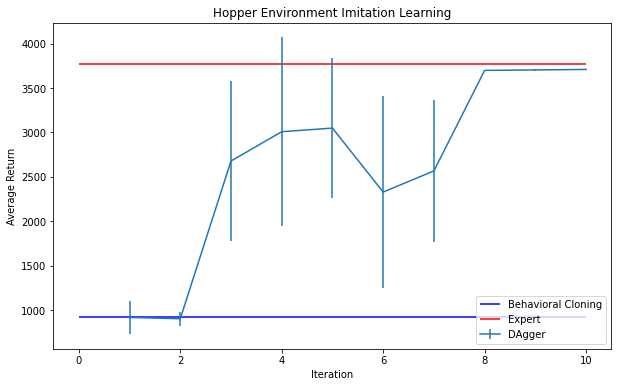 Hopper Environment Imitation Learning
4000
3500
3000
2500
2000
1500
1000
Average Return
0
2
4
6
8
10
Iteration
Behavioral Cloning
Expert
DAgger